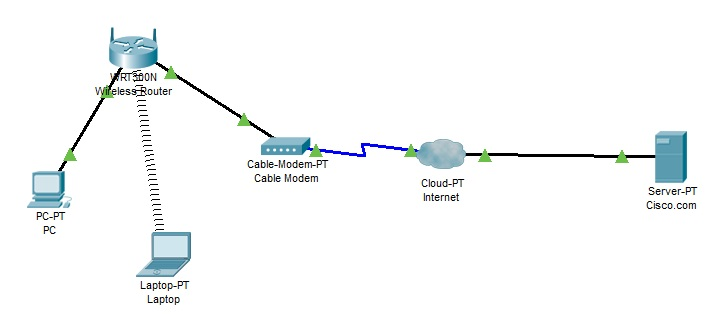 WRT300N
Wireless Router
Cable-Modem-PT
Cable Modem
Cloud-PT
Internet
Server-PT
Cisco.com
PC-PT
PC
Laptop-PT
Laptop